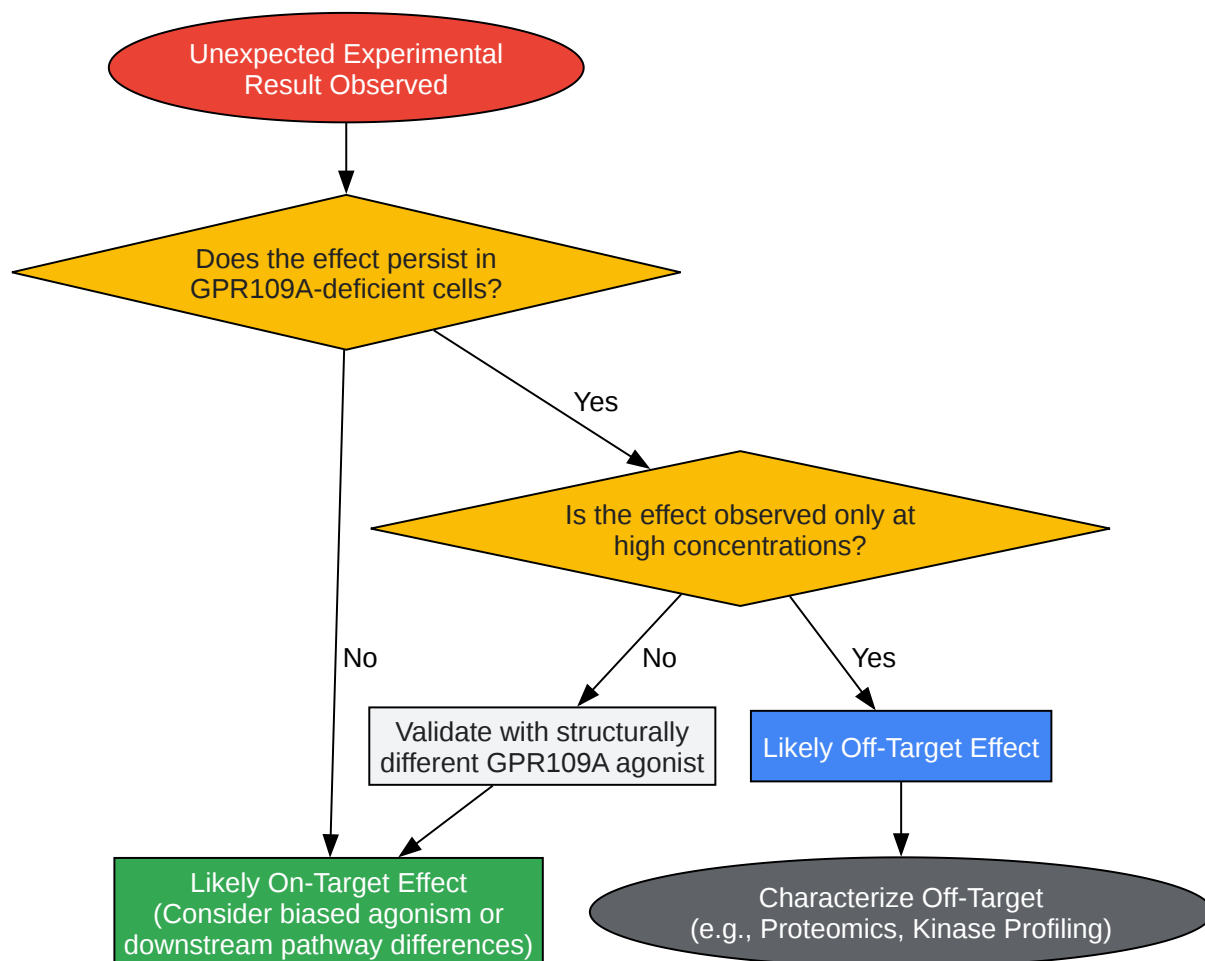 Unexpected Experimental
Result Observed
Does the effect persist in
GPR109A-deficient cells?
Yes
Is the effect observed only at
high concentrations?
No
No
Yes
Validate with structurally
different GPR109A agonist
Likely Off-Target Effect
Likely On-Target Effect
(Consider biased agonism or
downstream pathway differences)
Characterize Off-Target
(e.g., Proteomics, Kinase Profiling)